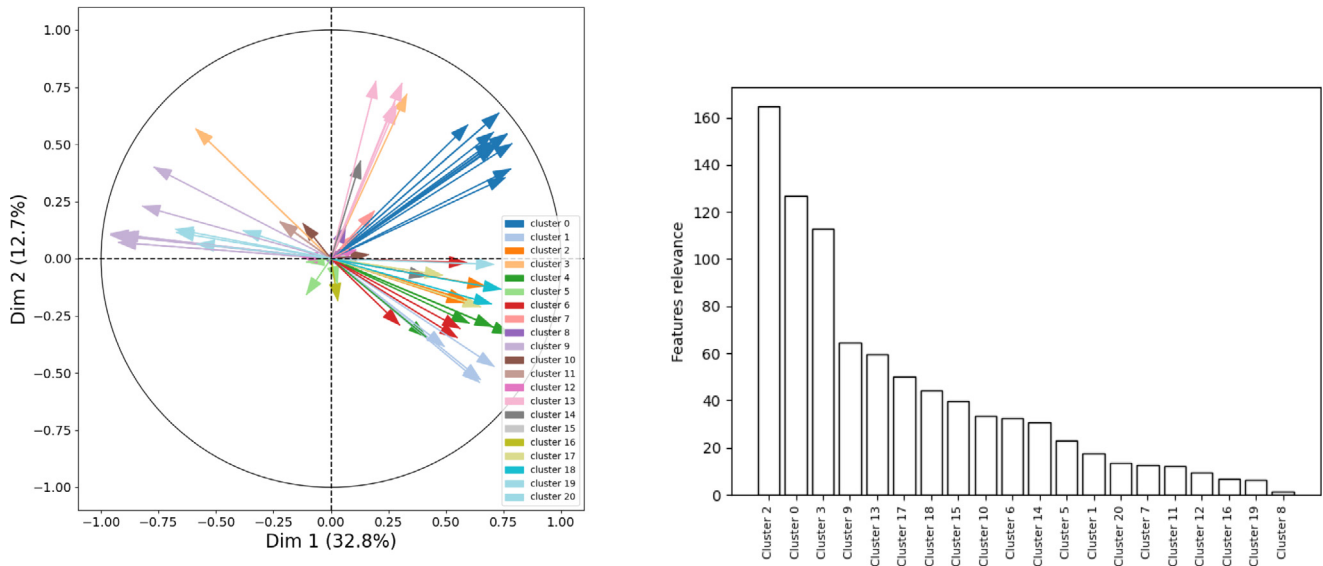 1.00
0.75
0.50
0.25
0.00
−0.25
−0.50
−0.75
−1.00
Dim 2 (12.7%)
−1.00 −0.75 −0.50 −0.25 0.00 0.25 0.50 0.75 1.00
Dim 1 (32.8%)
cluster 0
cluster 1
cluster 2
cluster 3
cluster 4
cluster 5
cluster 6
cluster 7
cluster 8
cluster 9
cluster 10
cluster 11
cluster 12
cluster 13
cluster 14
cluster 15
cluster 16
cluster 17
cluster 18
cluster 19
cluster 20
160
140
120
100
80
60
40
20
0
Features relevance
Cluster 2
Cluster 0
Cluster 3
Cluster 9
Cluster 13
Cluster 17
Cluster 18
Cluster 15
Cluster 10
Cluster 6
Cluster 14
Cluster 5
Cluster 1
Cluster 20
Cluster 7
Cluster 11
Cluster 12
Cluster 16
Cluster 19
Cluster 8